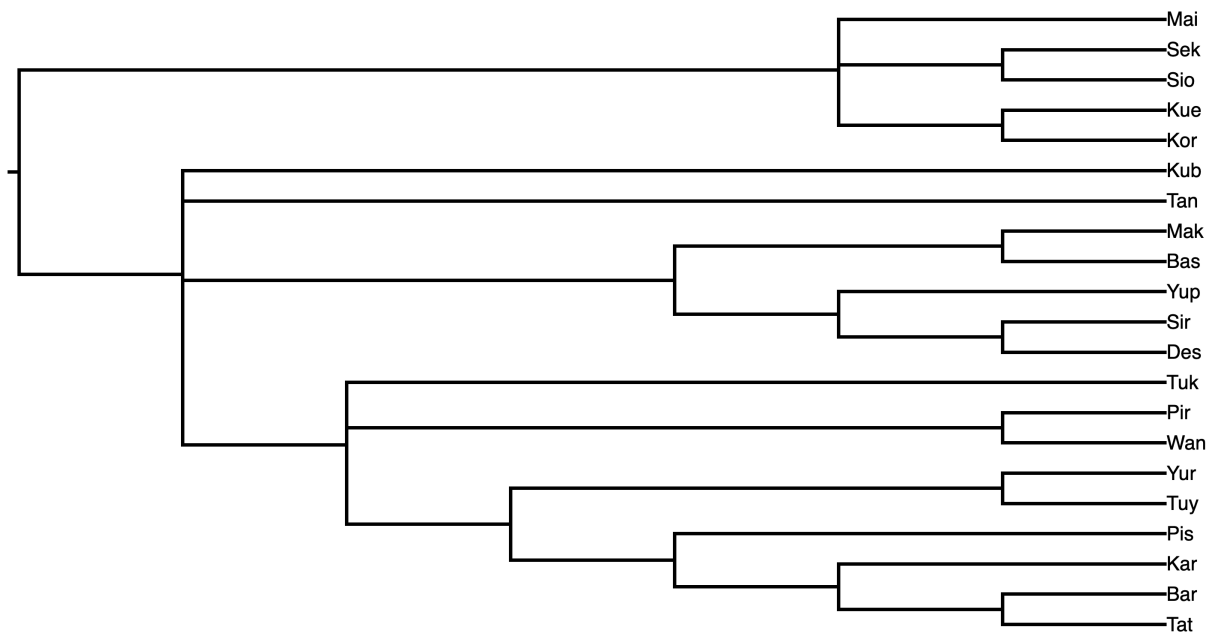 Mai
Sek
Sio
Kue
Kor
Kub
Tan
Mak
Bas
Yup
Sir
Des
Tuk
Pir
Wan
Yur
Tuy
Pis
Kar
Bar
Tat